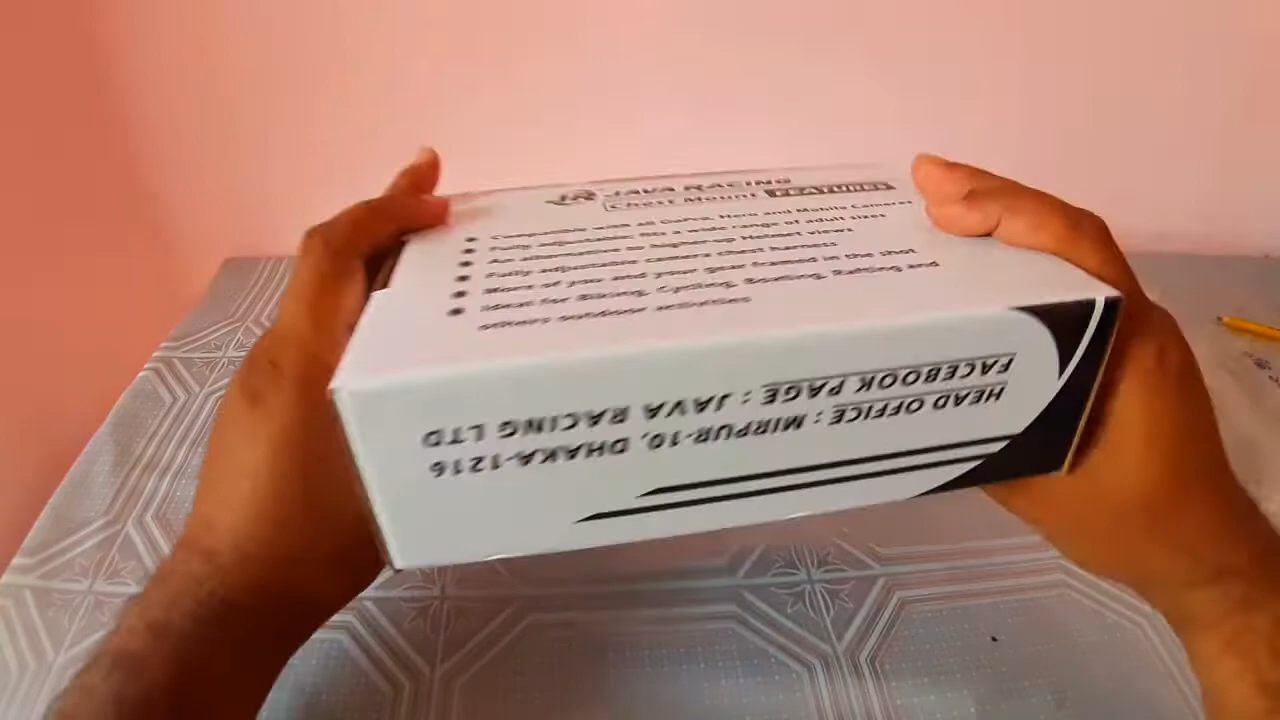 JR JAVA RACING
Chest Mount FEATURES
Compatible with all GoPro, Hero and Mobile Cameras
Fully adjustable: fits a wide range of adult sizes
An alternative to higher-up Helmet views
Fully adjustable camera chest harness
More of you and your gear framed in the shot
Ideal for Biking, Cycling, Boating, Rafting and
others outdoor activities
HEAD OFFICE : MIRPUR-10, DHAKA-1216
FACEBOOK PAGE : JAVA RACING LTD